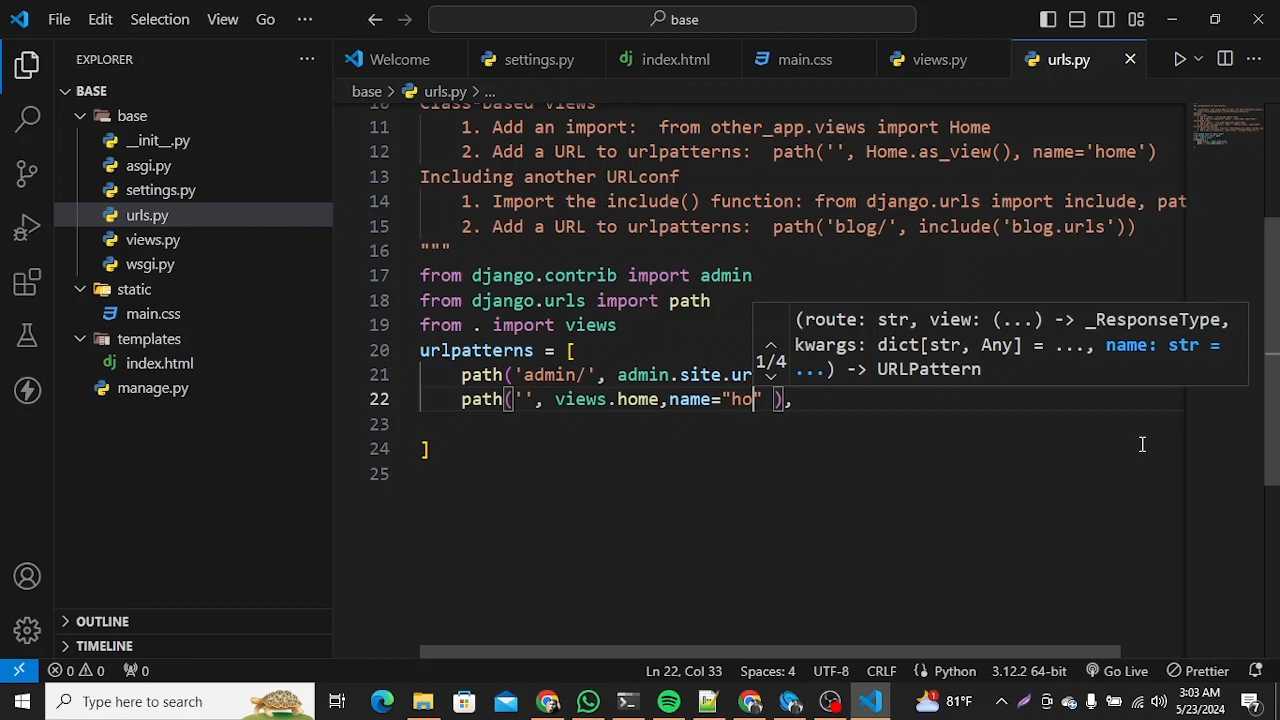 File Edit Selection View Go ··· base
EXPLORER ···
Welcome settings.py index.html main.css views.py urls.py
BASE
base > urls.py > ...
base
__init__.py
asgi.py
settings.py
urls.py
views.py
wsgi.py
static
main.css
templates
index.html
manage.py
OUTLINE
TIMELINE
10 Class-based views
11 1. Add an import:  from other_app.views import Home
12 2. Add a URL to urlpatterns:  path('', Home.as_view(), name='home')
13 Including another URLconf
14 1. Import the include() function: from django.urls import include, pat
15 2. Add a URL to urlpatterns:  path('blog/', include('blog.urls'))
16 """
17 from django.contrib import admin
18 from django.urls import path
19 from . import views
20 urlpatterns = [
21 path('admin/', admin.site.ur
22 path('', views.home,name="ho" ),
23
24 ]
25
(route: str, view: (...) -> _ResponseType,
1/4 kwargs: dict[str, Any] = ..., name: str =
...) -> URLPattern
0 0 0 Ln 22, Col 33 Spaces: 4 UTF-8 CRLF Python 3.12.2 64-bit Go Live Prettier
Type here to search 81°F 3:03 AM
5/23/2024 7